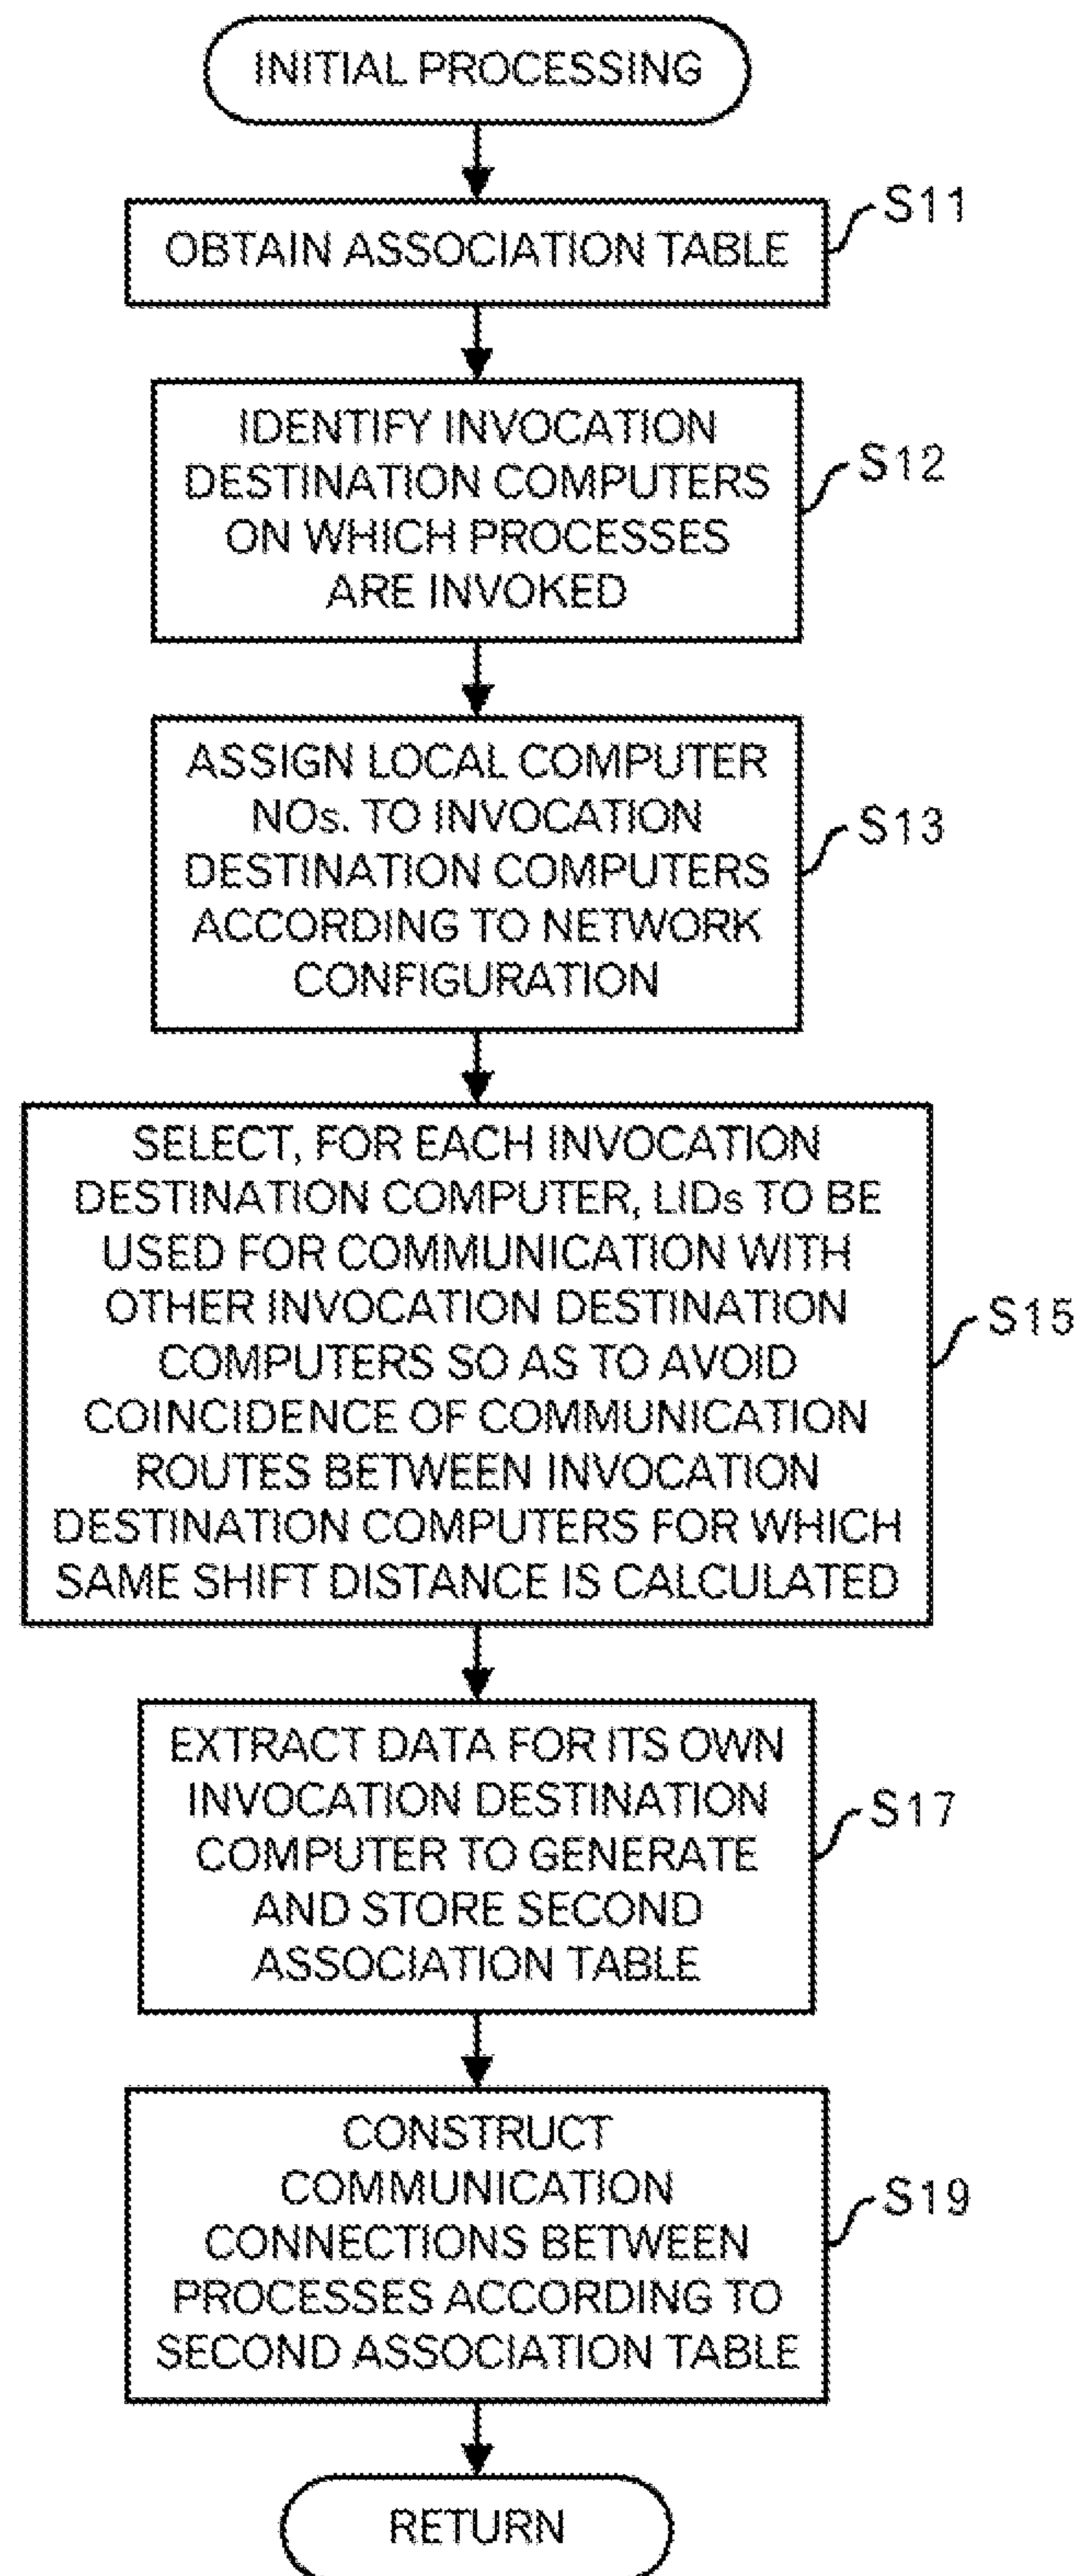 INITIAL PROCESSING
OBTAIN ASSOCIATION TABLE
S11
IDENTIFY INVOCATION
DESTINATION COMPUTERS
ON WHICH PROCESSES
ARE INVOKED
S12
ASSIGN LOCAL COMPUTER
NOs. TO INVOCATION
DESTINATION COMPUTERS
ACCORDING TO NETWORK
CONFIGURATION
S13
SELECT, FOR EACH INVOCATION
DESTINATION COMPUTER, LIDs TO BE
USED FOR COMMUNICATION WITH
OTHER INVOCATION DESTINATION
COMPUTERS SO AS TO AVOID
COINCIDENCE OF COMMUNICATION
ROUTES BETWEEN INVOCATION
DESTINATION COMPUTERS FOR WHICH
SAME SHIFT DISTANCE IS CALCULATED
S15
EXTRACT DATA FOR ITS OWN
INVOCATION DESTINATION
COMPUTER TO GENERATE
AND STORE SECOND
ASSOCIATION TABLE
S17
CONSTRUCT
COMMUNICATION
CONNECTIONS BETWEEN
PROCESSES ACCORDING TO
SECOND ASSOCIATION TABLE
S19
RETURN